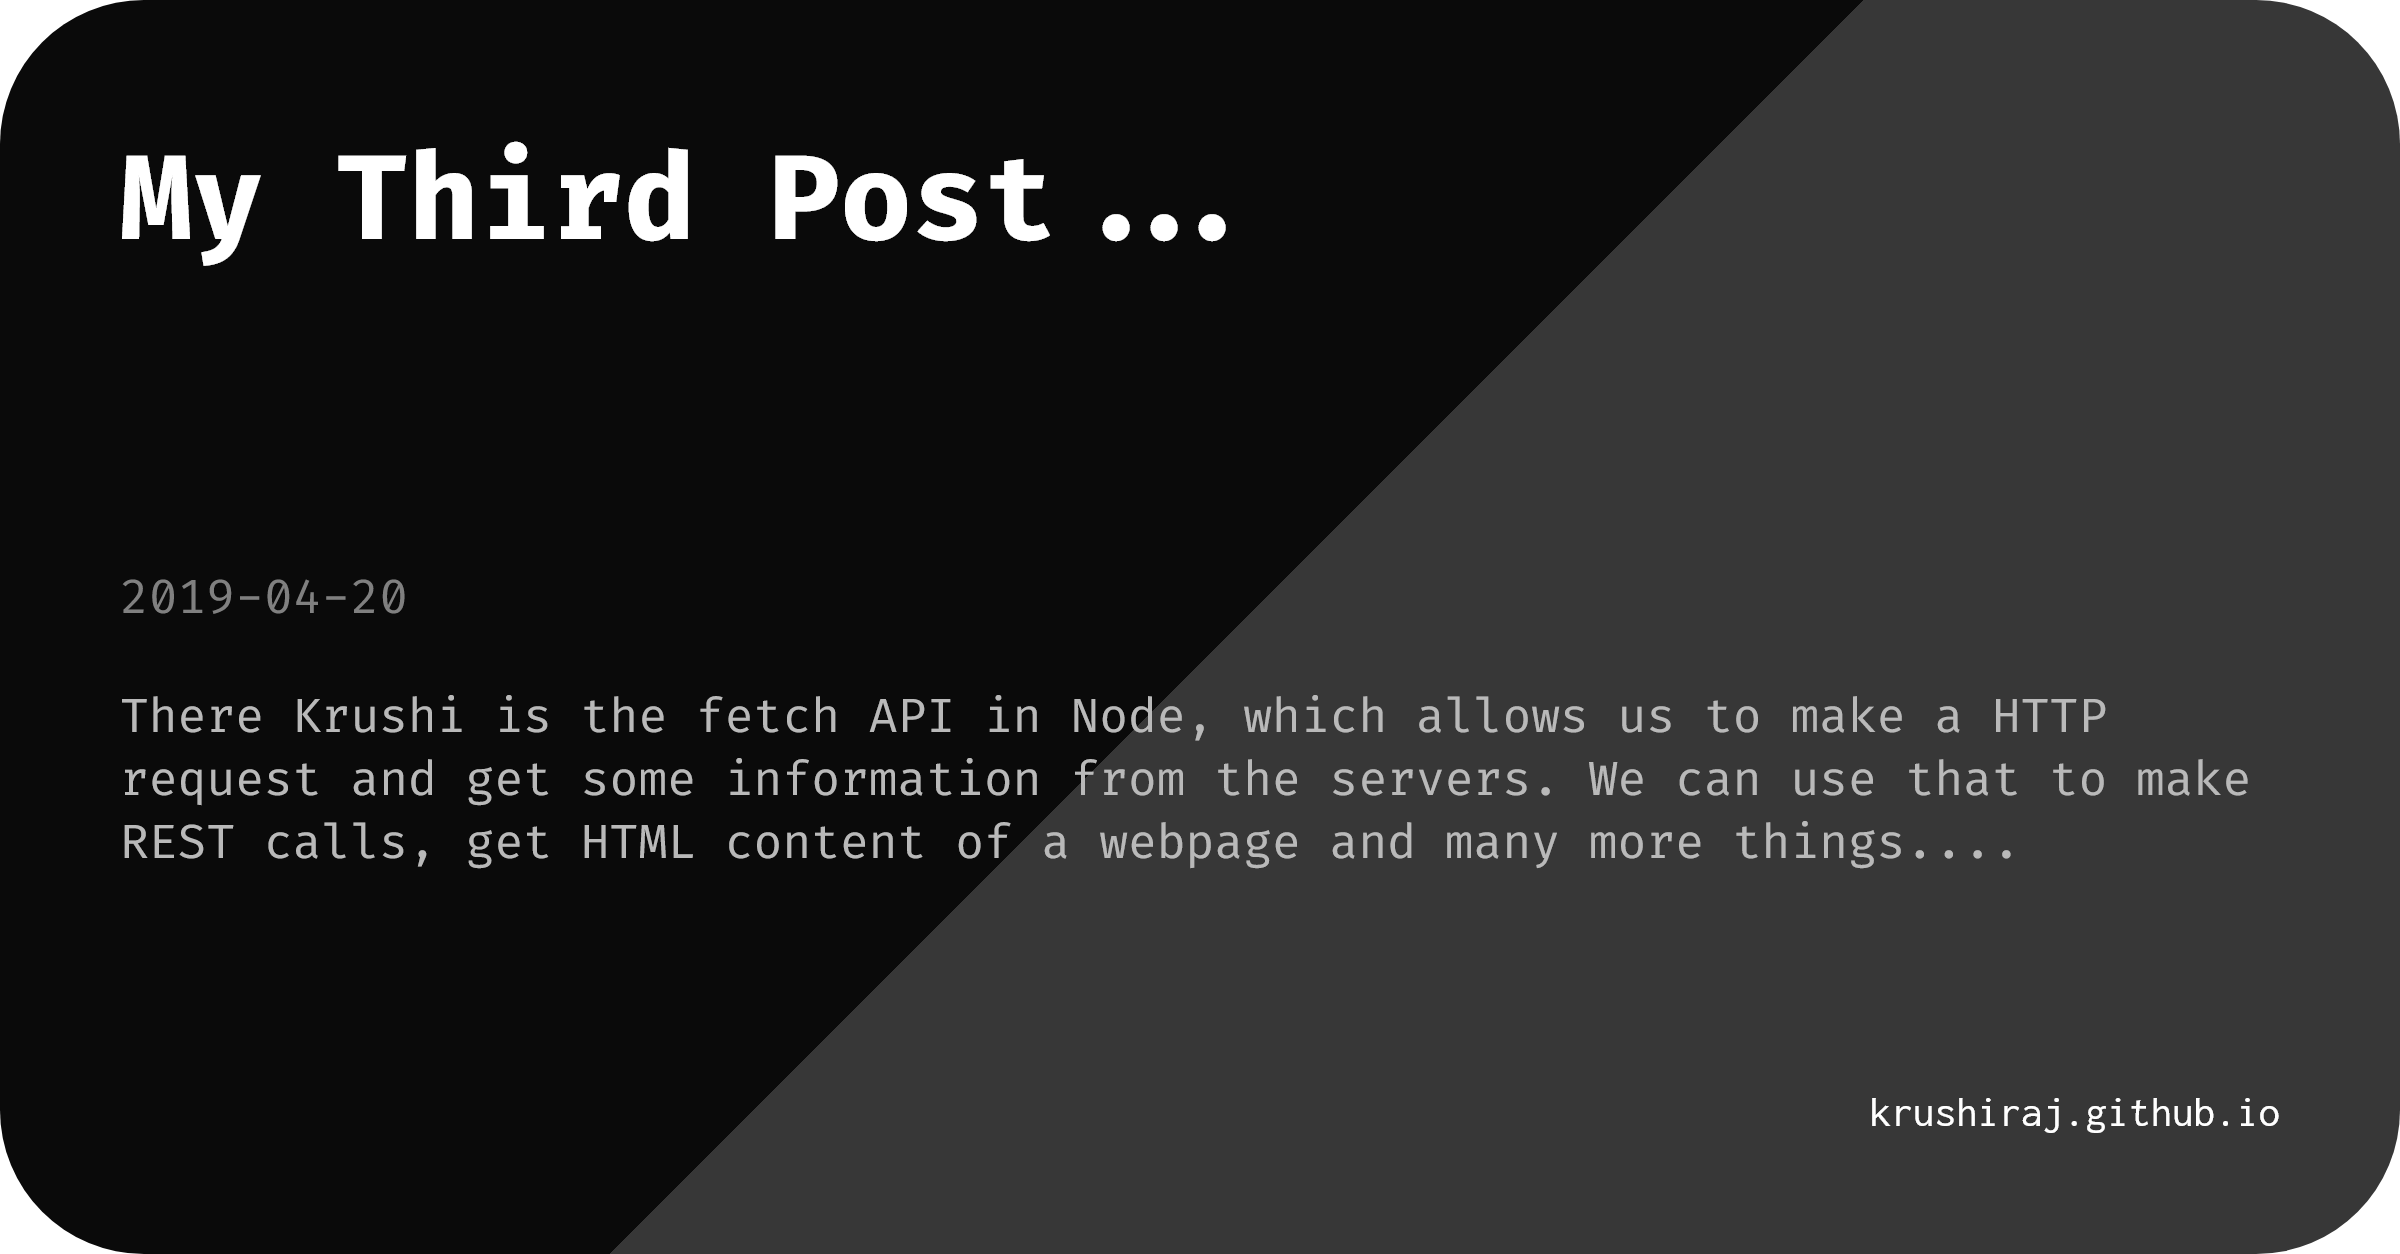 My Third Post...
2019-04-20
There Krushi is the fetch API in Node, which allows us to make a HTTP
request and get some information from the servers. We can use that to make
REST calls, get HTML content of a webpage and many more things....
krushiraj.github.io